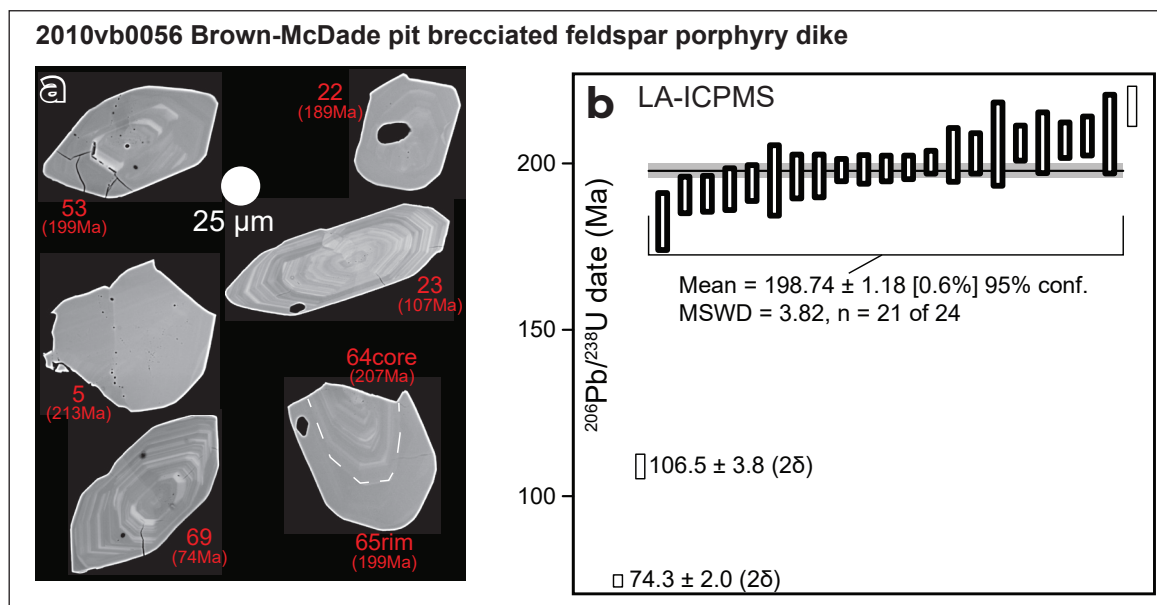 2010vb0056 Brown-McDade pit brecciated feldspar porphyry dike
a
22
(189Ma)
53
(199Ma)
25 µm
23
(107Ma)
5
(213Ma)
64core
(207Ma)
69
(74Ma)
65rim
(199Ma)
b
LA-ICPMS
²⁰⁶Pb/²³⁸U date (Ma)
200
150
100
Mean = 198.74 ± 1.18 [0.6%] 95% conf.
MSWD = 3.82, n = 21 of 24
106.5 ± 3.8 (2δ)
74.3 ± 2.0 (2δ)